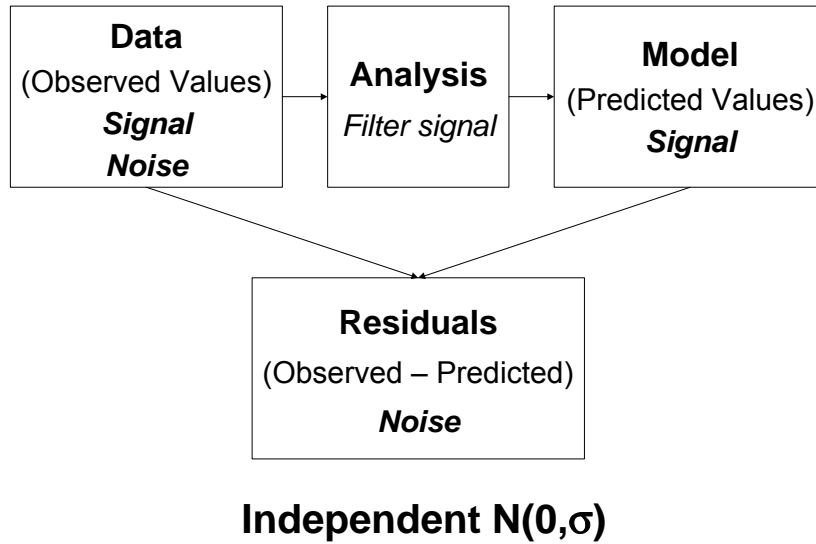 Data
(Observed Values)
Signal
Noise
Analysis
Filter signal
Model
(Predicted Values)
Signal
Residuals
(Observed – Predicted)
Noise
Independent N(0,σ)